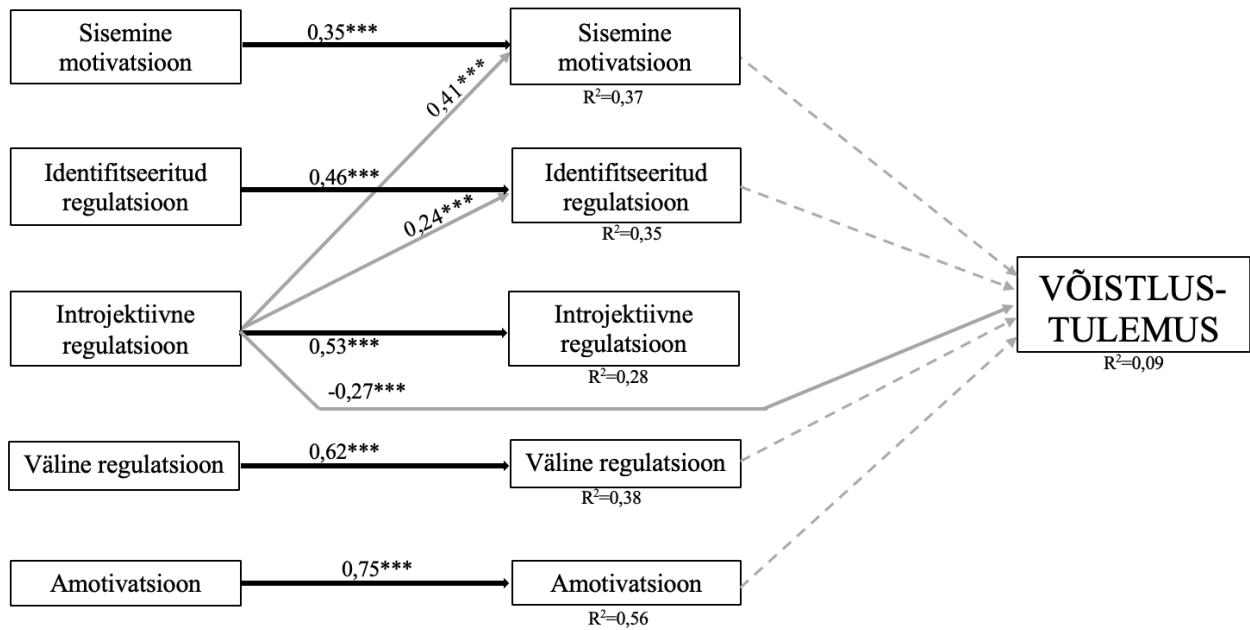 Sisemine
motivatsioon
0,35***
Sisemine
motivatsioon
R²=0,37
0,41***
Identifitseeritud
regulatsioon
0,46***
Identifitseeritud
regulatsioon
R²=0,35
0,24***
Introjektiivne
regulatsioon
0,53***
Introjektiivne
regulatsioon
R²=0,28
-0,27***
VÕISTLUS-
TULEMUS
R²=0,09
Väline regulatsioon
0,62***
Väline regulatsioon
R²=0,38
Amotivatsioon
0,75***
Amotivatsioon
R²=0,56